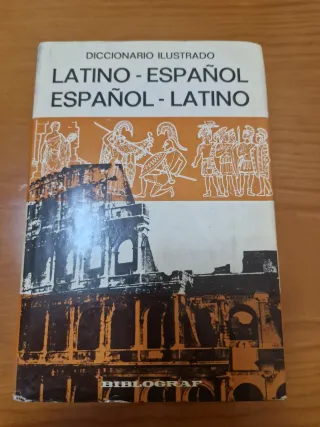 DICCIONARIO ILUSTRADO
LATINO - ESPAÑOL
ESPAÑOL - LATINO
BIBLOGRAF